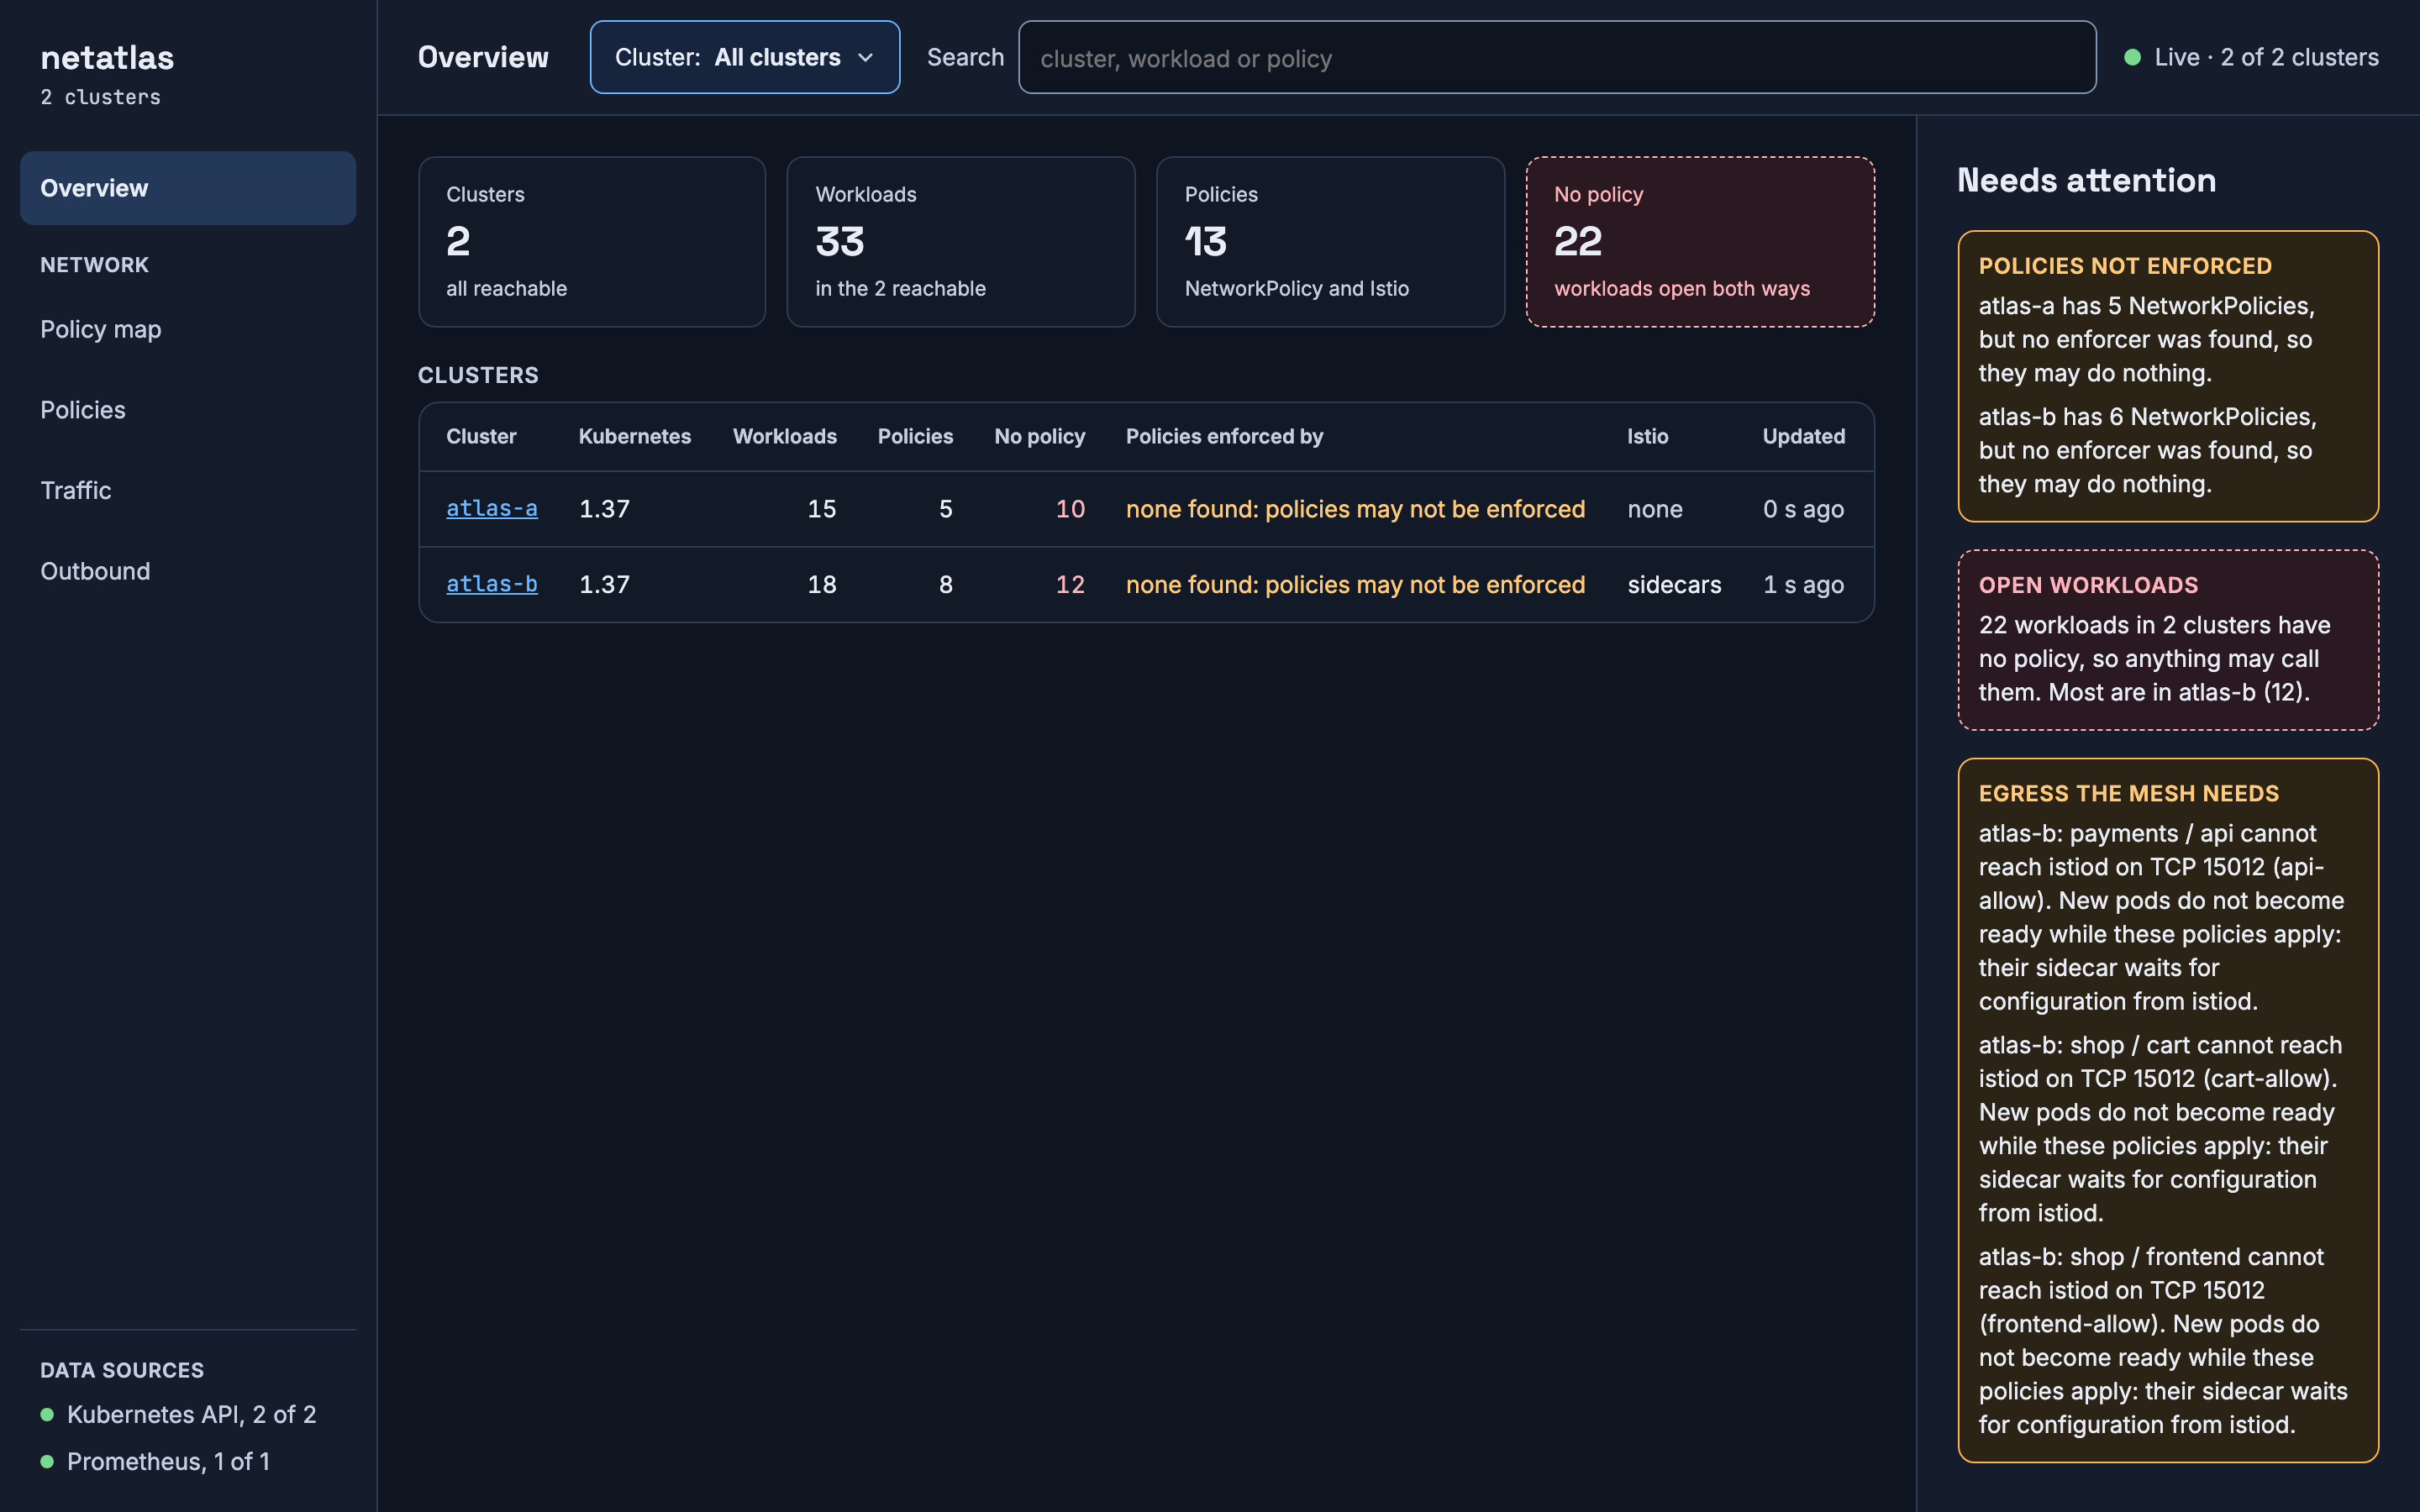 netatlas
2 clusters
Overview
NETWORK
Policy map
Policies
Traffic
Outbound
DATA SOURCES
Kubernetes API, 2 of 2
Prometheus, 1 of 1
Overview
Cluster: All clusters
Search
cluster, workload or policy
Live · 2 of 2 clusters
Clusters
2
all reachable
Workloads
33
in the 2 reachable
Policies
13
NetworkPolicy and Istio
No policy
22
workloads open both ways
CLUSTERS
Cluster Kubernetes Workloads Policies No policy Policies enforced by Istio Updated
atlas-a 1.37 15 5 10 none found: policies may not be enforced none 0 s ago
atlas-b 1.37 18 8 12 none found: policies may not be enforced sidecars 1 s ago
Needs attention
POLICIES NOT ENFORCED
atlas-a has 5 NetworkPolicies,
but no enforcer was found, so
they may do nothing.
atlas-b has 6 NetworkPolicies,
but no enforcer was found, so
they may do nothing.
OPEN WORKLOADS
22 workloads in 2 clusters have
no policy, so anything may call
them. Most are in atlas-b (12).
EGRESS THE MESH NEEDS
atlas-b: payments / api cannot
reach istiod on TCP 15012 (api-
allow). New pods do not become
ready while these policies apply:
their sidecar waits for
configuration from istiod.
atlas-b: shop / cart cannot reach
istiod on TCP 15012 (cart-allow).
New pods do not become ready
while these policies apply: their
sidecar waits for configuration
from istiod.
atlas-b: shop / frontend cannot
reach istiod on TCP 15012
(frontend-allow). New pods do
not become ready while these
policies apply: their sidecar waits
for configuration from istiod.